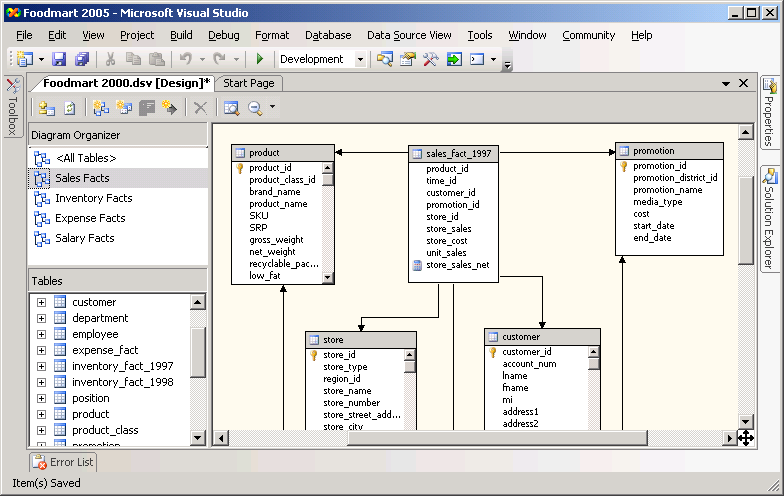 Foodmart 2005 - Microsoft Visual Studio
File Edit View Project Build Debug Format Database Data Source View Tools Window Community Help
Development
Toolbox
Foodmart 2000.dsv [Design]*
Start Page
Properties
Solution Explorer
Diagram Organizer
<All Tables>
Sales Facts
Inventory Facts
Expense Facts
Salary Facts
Tables
customer
department
employee
expense_fact
inventory_fact_1997
inventory_fact_1998
position
product
product_class
promotion
product
product_id
product_class_id
brand_name
product_name
SKU
SRP
gross_weight
net_weight
recyclable_pac...
low_fat
sales_fact_1997
product_id
time_id
customer_id
promotion_id
store_id
store_sales
store_cost
unit_sales
store_sales_net
promotion
promotion_id
promotion_district_id
promotion_name
media_type
cost
start_date
end_date
store
store_id
store_type
region_id
store_name
store_number
store_street_add...
store_city
customer
customer_id
account_num
lname
fname
mi
address1
address2
Error List
Item(s) Saved